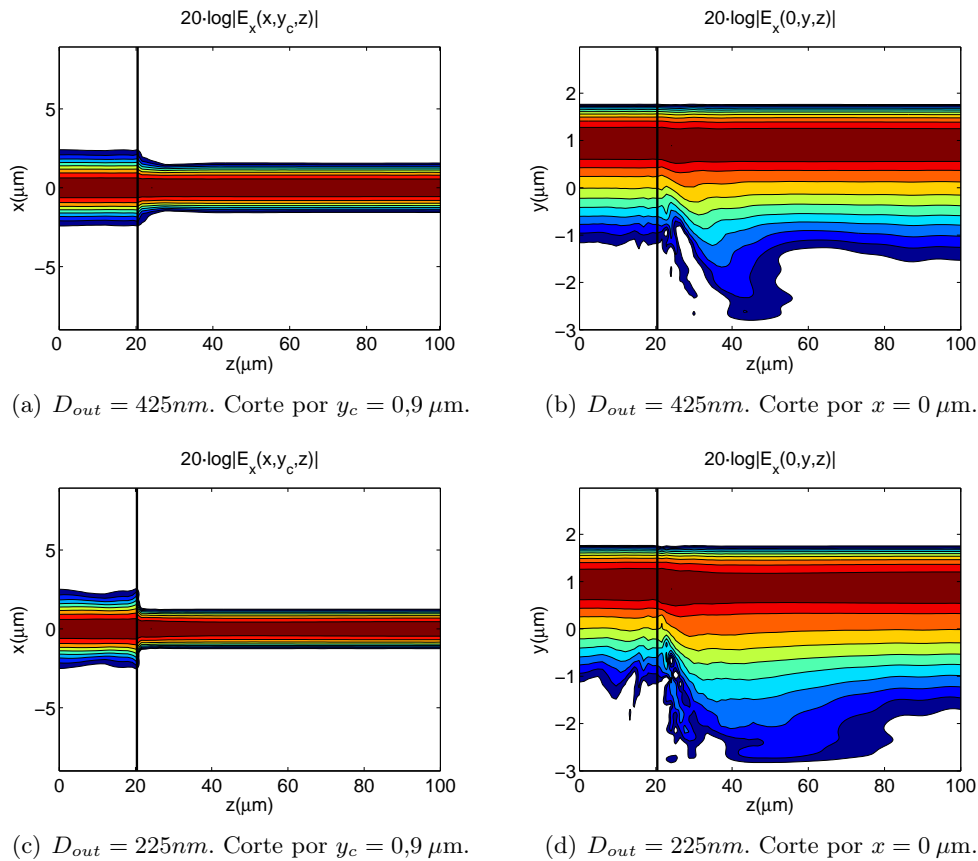 20·log|E_x(x,y_c,z)|
x(μm)
5
0
−5
0 20 40 60 80 100
z(μm)
(a) D_out = 425nm. Corte por y_c = 0,9 μm.
20·log|E_x(0,y,z)|
y(μm)
2
1
0
−1
−2
−3
0 20 40 60 80 100
z(μm)
(b) D_out = 425nm. Corte por x = 0 μm.
20·log|E_x(x,y_c,z)|
x(μm)
5
0
−5
0 20 40 60 80 100
z(μm)
(c) D_out = 225nm. Corte por y_c = 0,9 μm.
20·log|E_x(0,y,z)|
y(μm)
2
1
0
−1
−2
−3
0 20 40 60 80 100
z(μm)
(d) D_out = 225nm. Corte por x = 0 μm.